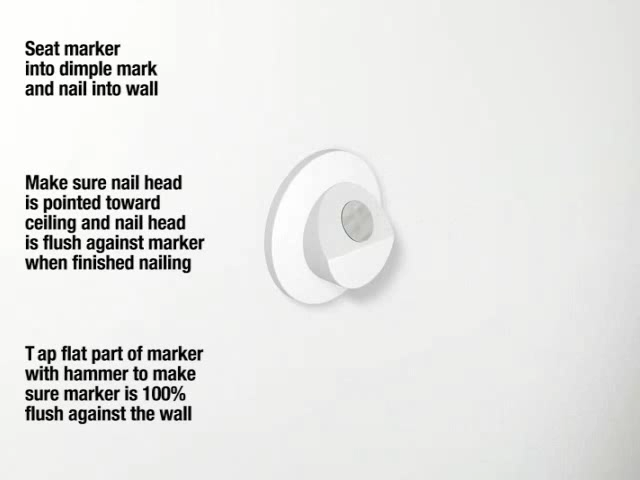 Seat marker
into dimple mark
and nail into wall
Make sure nail head
is pointed toward
ceiling and nail head
is flush against marker
when finished nailing
Tap flat part of marker
with hammer to make
sure marker is 100%
flush against the wall